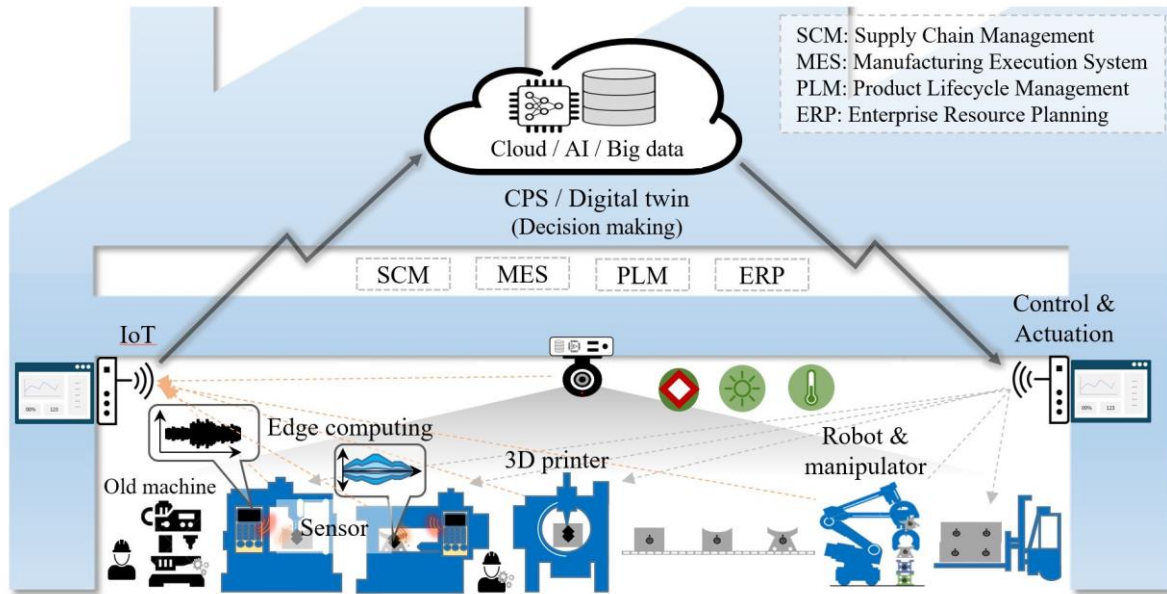 SCM: Supply Chain Management
MES: Manufacturing Execution System
PLM: Product Lifecycle Management
ERP: Enterprise Resource Planning
Cloud / AI / Big data
CPS / Digital twin
(Decision making)
SCM
MES
PLM
ERP
IoT
Control &
Actuation
Edge computing
3D printer
Robot &
manipulator
Old machine
Sensor